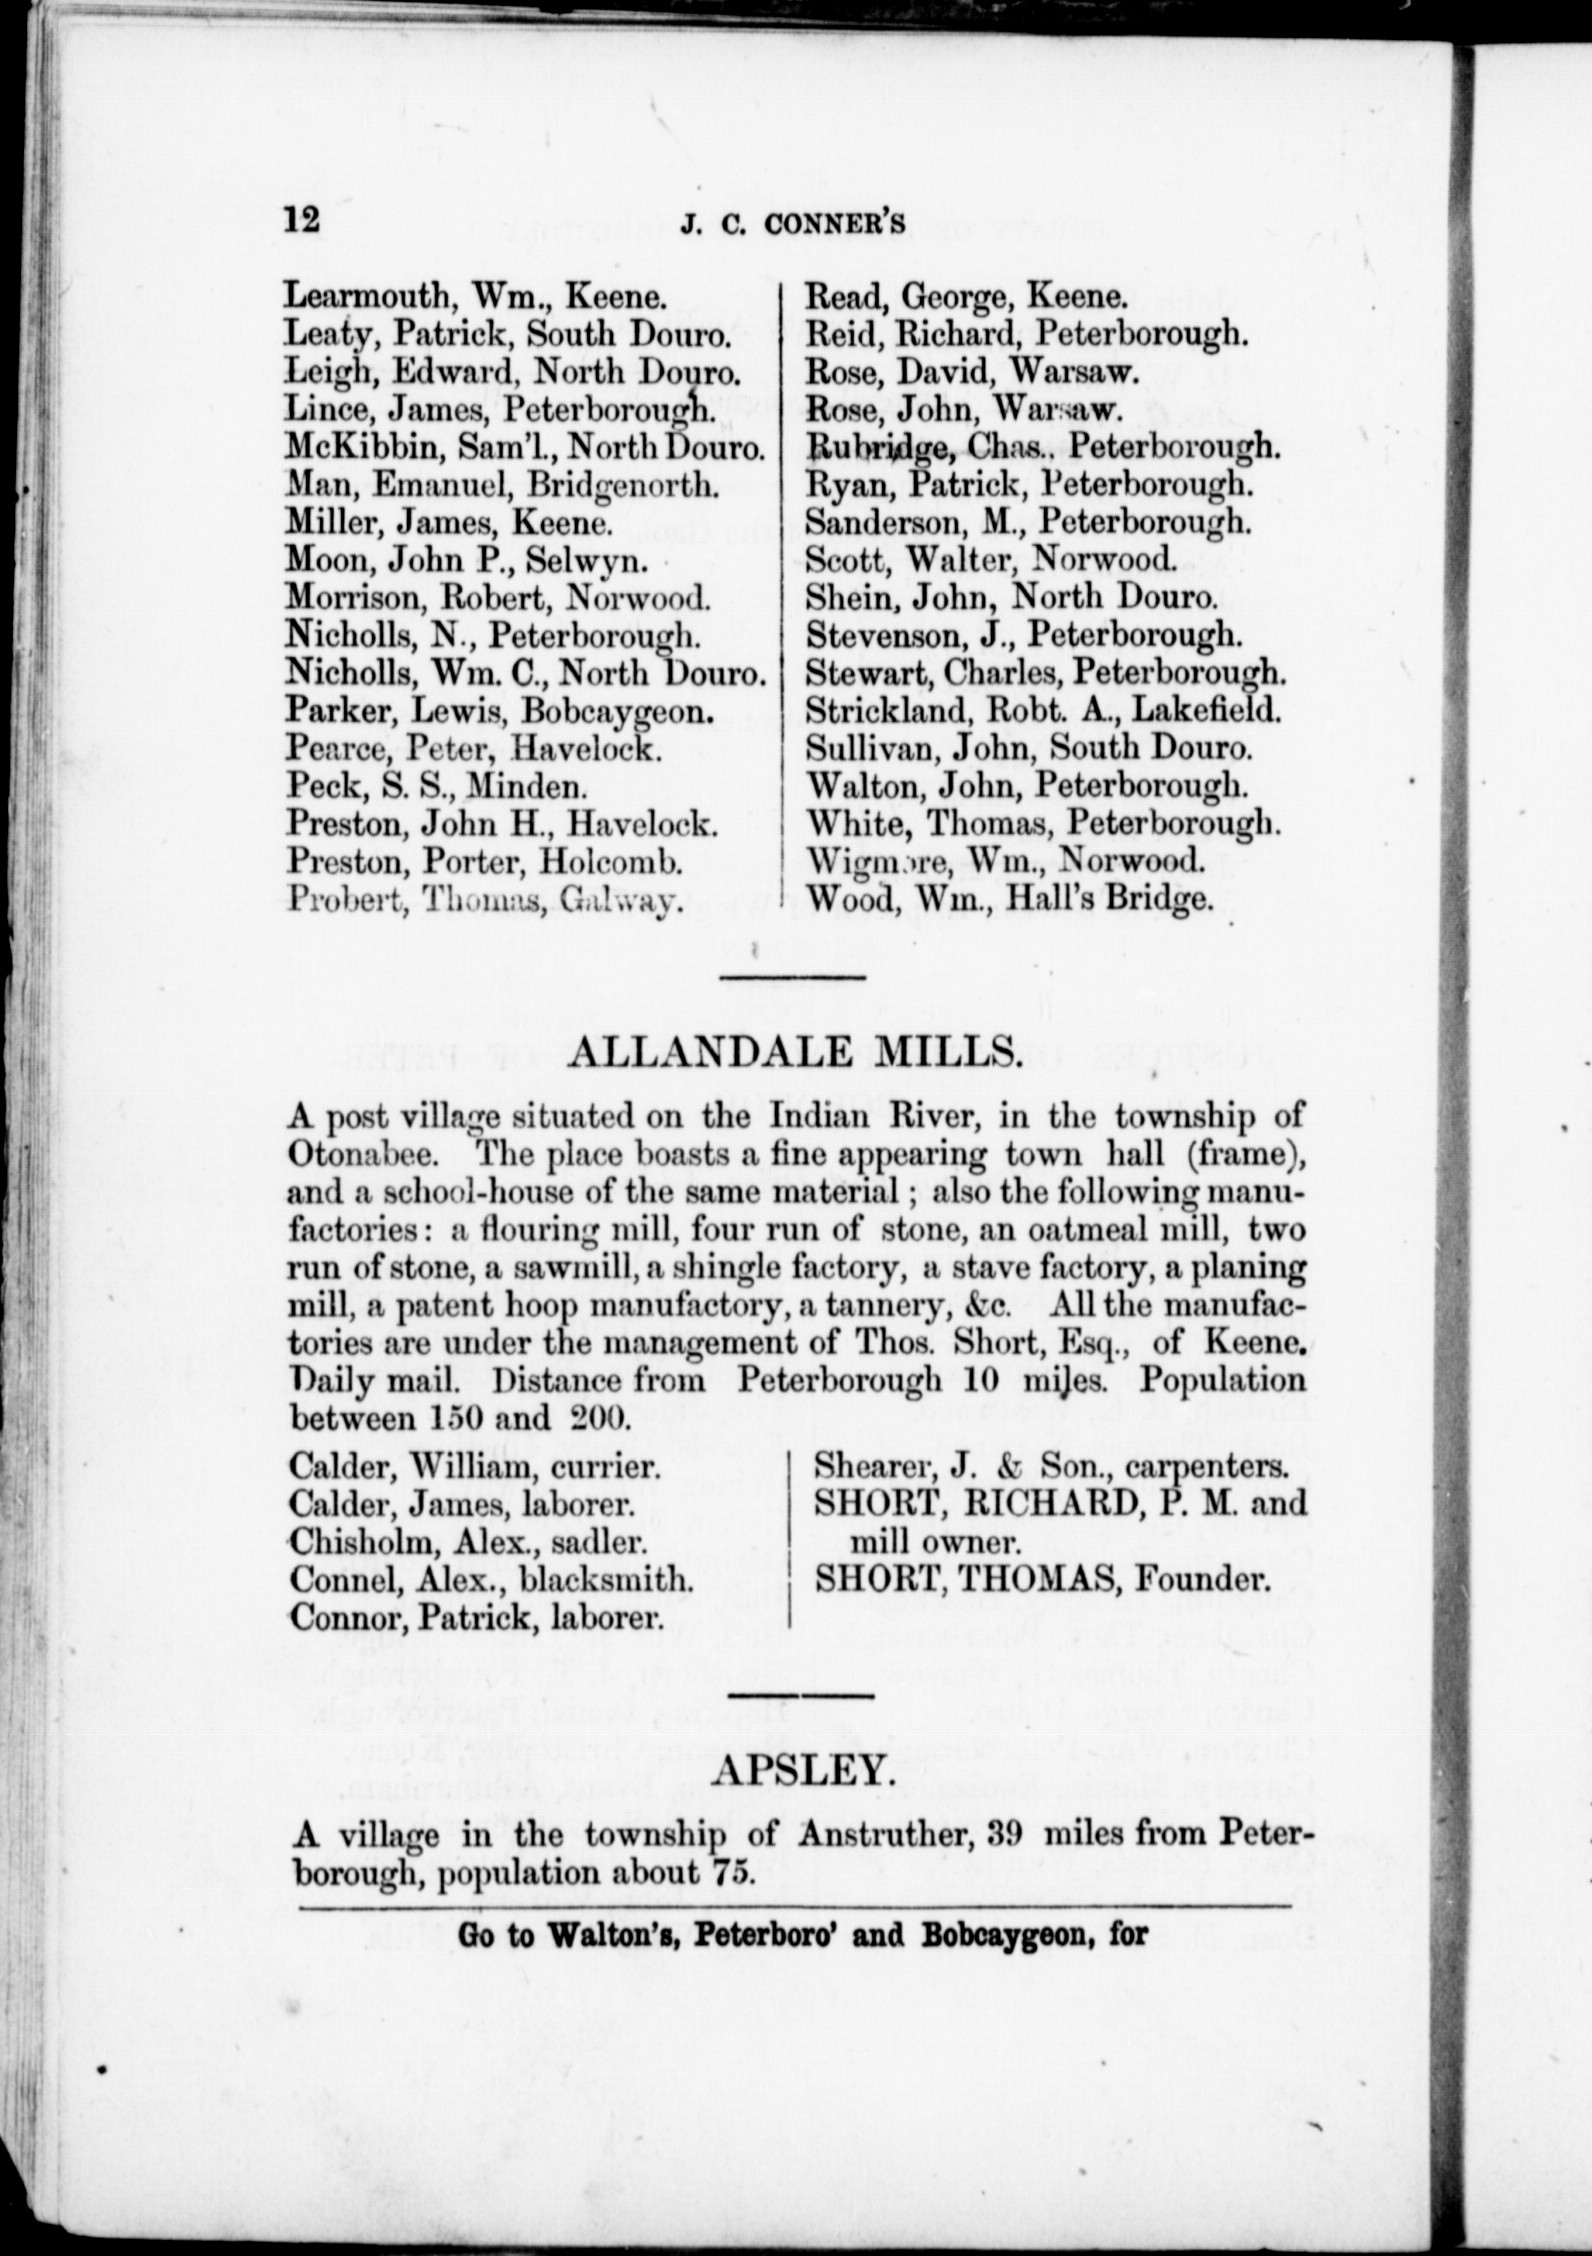 12
J. C. CONNER'S
Learmouth, Wm., Keene.
Leaty, Patrick, South Douro.
Leigh, Edward, North Douro.
Lince, James, Peterborough.
McKibbin, Sam'l., North Douro.
Man, Emanuel, Bridgenorth.
Miller, James, Keene.
Moon, John P., Selwyn.
Morrison, Robert, Norwood.
Nicholls, N., Peterborough.
Nicholls, Wm. C., North Douro.
Parker, Lewis, Bobcaygeon.
Pearce, Peter, Havelock.
Peck, S. S., Minden.
Preston, John H., Havelock.
Preston, Porter, Holcomb.
Probert, Thomas, Galway.
Read, George, Keene.
Reid, Richard, Peterborough.
Rose, David, Warsaw.
Rose, John, Warsaw.
Rubridge, Chas., Peterborough.
Ryan, Patrick, Peterborough.
Sanderson, M., Peterborough.
Scott, Walter, Norwood.
Shein, John, North Douro.
Stevenson, J., Peterborough.
Stewart, Charles, Peterborough.
Strickland, Robt. A., Lakefield.
Sullivan, John, South Douro.
Walton, John, Peterborough.
White, Thomas, Peterborough.
Wigmore, Wm., Norwood.
Wood, Wm., Hall's Bridge.
ALLANDALE MILLS.
A post village situated on the Indian River, in the township of
Otonabee. The place boasts a fine appearing town hall (frame),
and a school-house of the same material; also the following manu-
factories: a flouring mill, four run of stone, an oatmeal mill, two
run of stone, a sawmill, a shingle factory, a stave factory, a planing
mill, a patent hoop manufactory, a tannery, &c. All the manufac-
tories are under the management of Thos. Short, Esq., of Keene.
Daily mail. Distance from Peterborough 10 miles. Population
between 150 and 200.
Calder, William, currier.
Calder, James, laborer.
Chisholm, Alex., sadler.
Connel, Alex., blacksmith.
Connor, Patrick, laborer.
Shearer, J. & Son., carpenters.
SHORT, RICHARD, P. M. and
mill owner.
SHORT, THOMAS, Founder.
APSLEY.
A village in the township of Anstruther, 39 miles from Peter-
borough, population about 75.
Go to Walton's, Peterboro' and Bobcaygeon, for